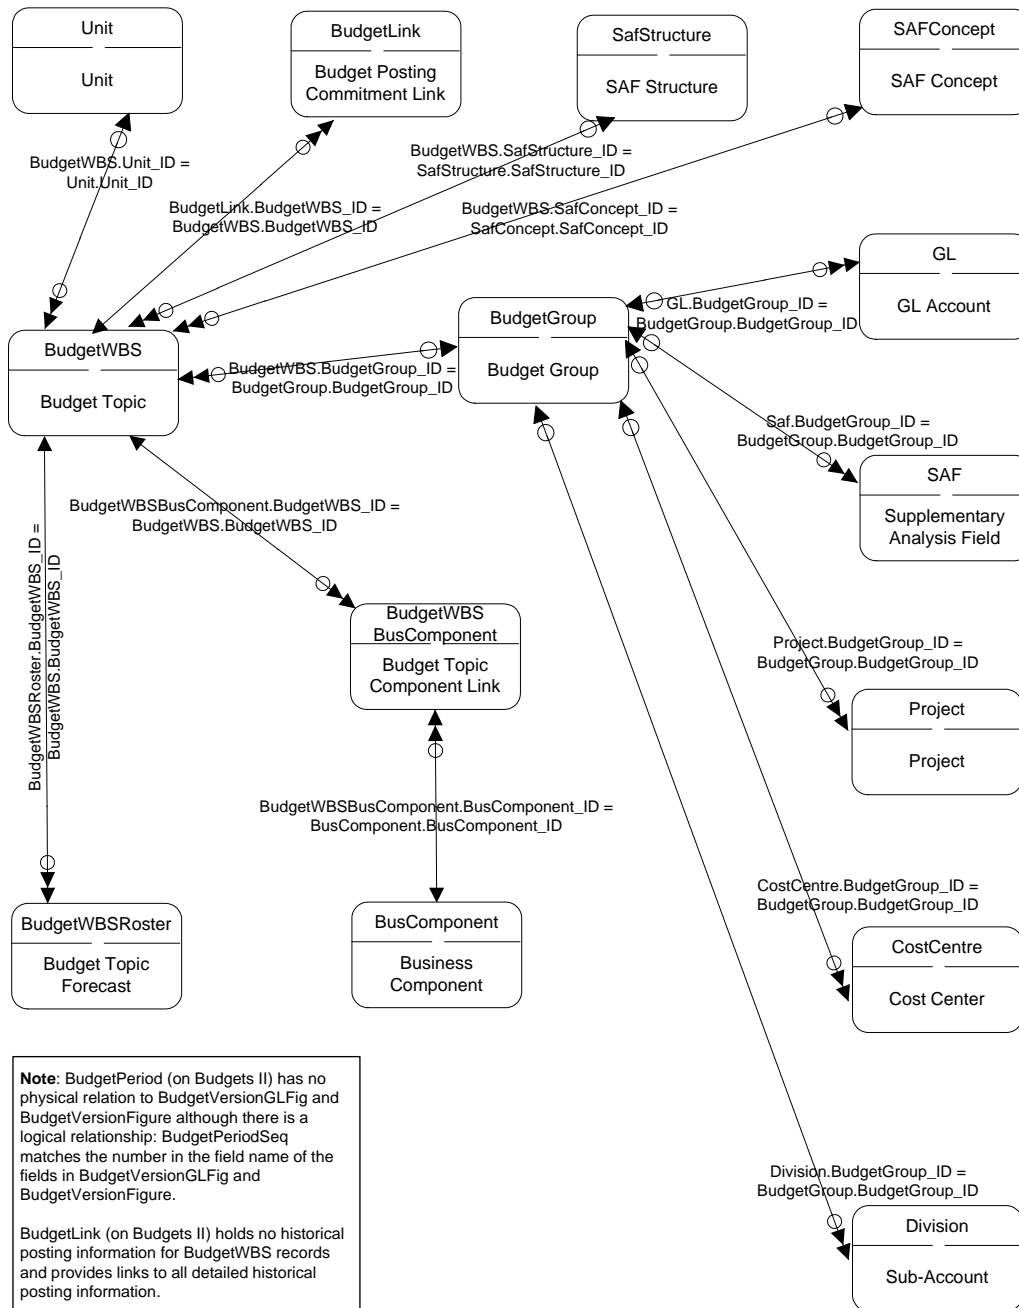 Unit
Unit
BudgetLink
Budget Posting
Commitment Link
SafStructure
SAF Structure
SAFConcept
SAF Concept
BudgetWBS.Unit_ID =
Unit.Unit_ID
BudgetLink.BudgetWBS_ID =
BudgetWBS.BudgetWBS_ID
BudgetWBS.SafStructure_ID =
SafStructure.SafStructure_ID
BudgetWBS.SafConcept_ID =
SafConcept.SafConcept_ID
GL
GL Account
GL.BudgetGroup_ID =
BudgetGroup.BudgetGroup_ID
BudgetGroup
Budget Group
BudgetWBS
Budget Topic
BudgetWBS.BudgetGroup_ID =
BudgetGroup.BudgetGroup_ID
Saf.BudgetGroup_ID =
BudgetGroup.BudgetGroup_ID
SAF
Supplementary
Analysis Field
BudgetWBSBusComponent.BudgetWBS_ID =
BudgetWBS.BudgetWBS_ID
BudgetWBSRoster.BudgetWBS_ID =
BudgetWBS.BudgetWBS_ID
BudgetWBS
BusComponent
Budget Topic
Component Link
Project.BudgetGroup_ID =
BudgetGroup.BudgetGroup_ID
Project
Project
BudgetWBSBusComponent.BusComponent_ID =
BusComponent.BusComponent_ID
CostCentre.BudgetGroup_ID =
BudgetGroup.BudgetGroup_ID
BudgetWBSRoster
Budget Topic
Forecast
BusComponent
Business
Component
CostCentre
Cost Center
Note: BudgetPeriod (on Budgets II) has no
physical relation to BudgetVersionGLFig and
BudgetVersionFigure although there is a
logical relationship: BudgetPeriodSeq
matches the number in the field name of the
fields in BudgetVersionGLFig and
BudgetVersionFigure.
BudgetLink (on Budgets II) holds no historical
posting information for BudgetWBS records
and provides links to all detailed historical
posting information.
Division.BudgetGroup_ID =
BudgetGroup.BudgetGroup_ID
Division
Sub-Account